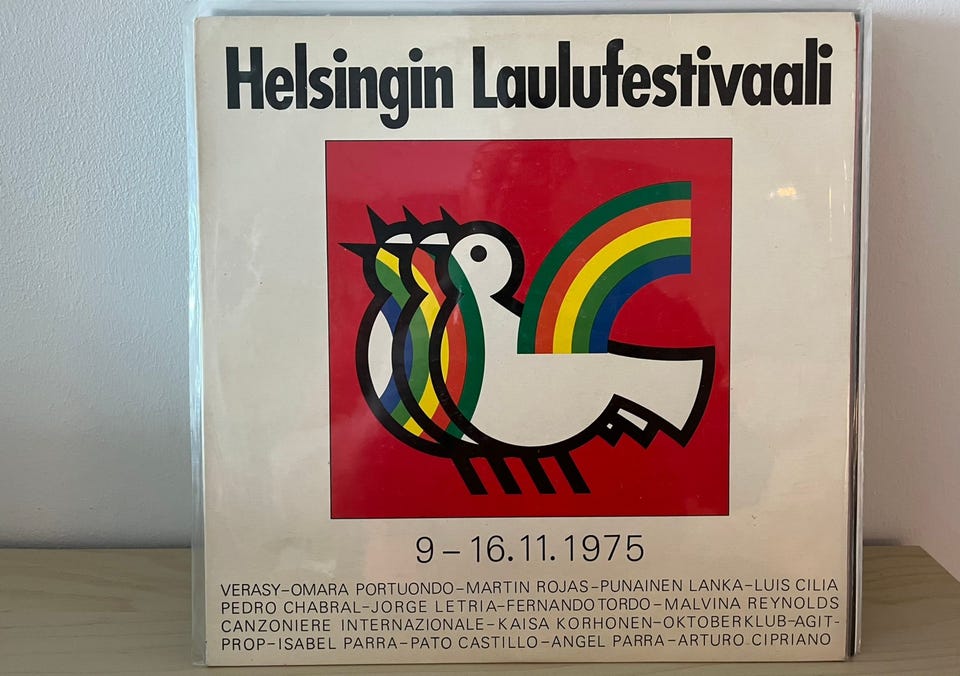 Helsingin Laulufestivaali
9–16.11.1975
VERASY–OMARA PORTUONDO–MARTIN ROJAS–PUNAINEN LANKA–LUIS CILIA
PEDRO CHABRAL–JORGE LETRIA–FERNANDO TORDO–MALVINA REYNOLDS
CANZONIERE INTERNAZIONALE–KAISA KORHONEN–OKTOBERKLUB–AGIT-
PROP–ISABEL PARRA–PATO CASTILLO–ANGEL PARRA–ARTURO CIPRIANO